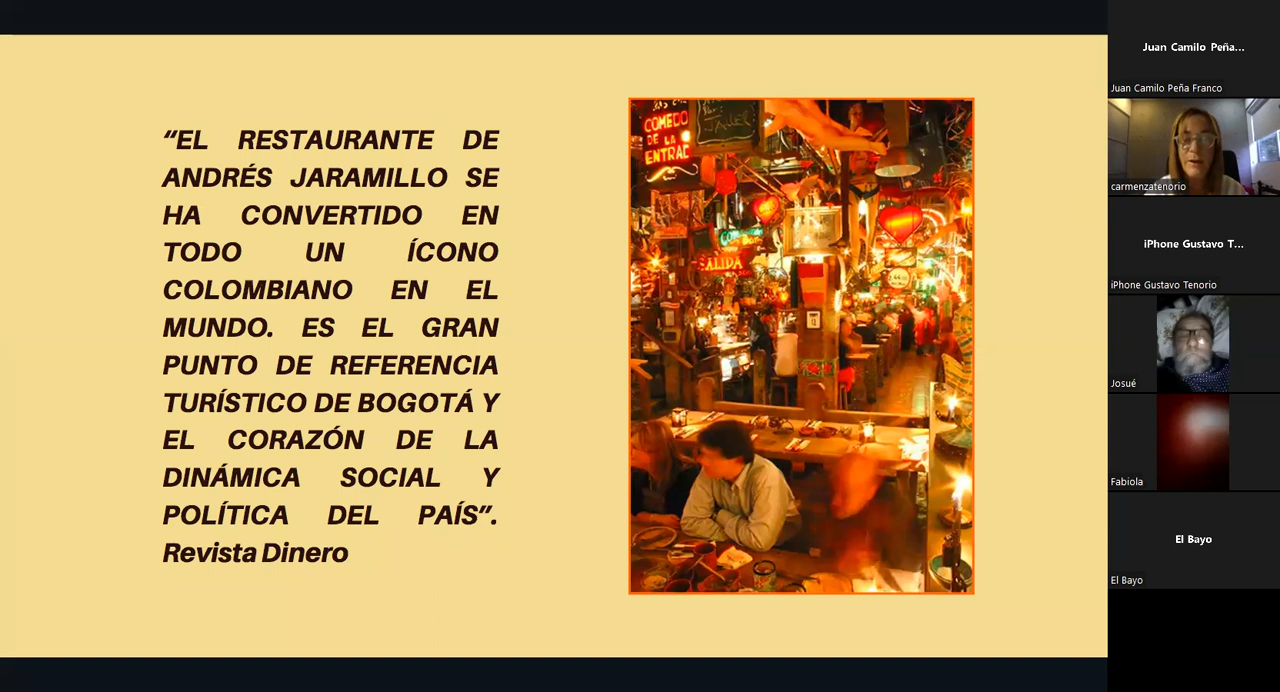 “EL RESTAURANTE DE
ANDRÉS JARAMILLO SE
HA CONVERTIDO EN
TODO UN ÍCONO
COLOMBIANO EN EL
MUNDO. ES EL GRAN
PUNTO DE REFERENCIA
TURÍSTICO DE BOGOTÁ Y
EL CORAZÓN DE LA
DINÁMICA SOCIAL Y
POLÍTICA DEL PAÍS”.
Revista Dinero
COMEDO
DE LA
ENTRAD
SALIDA
Juan Camilo Peña...
Juan Camilo Peña Franco
carmenzatenorio
iPhone Gustavo T...
iPhone Gustavo Tenorio
Josué
Fabiola
El Bayo
El Bayo